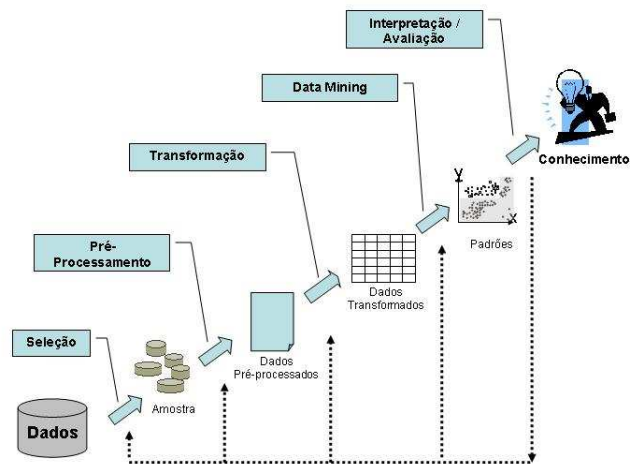 Interpretação /
Avaliação
Data Mining
Conhecimento
Transformação
Y
X
Padrões
Pré-
Processamento
Dados
Transformados
Seleção
Dados
Pré-processados
Amostra
Dados